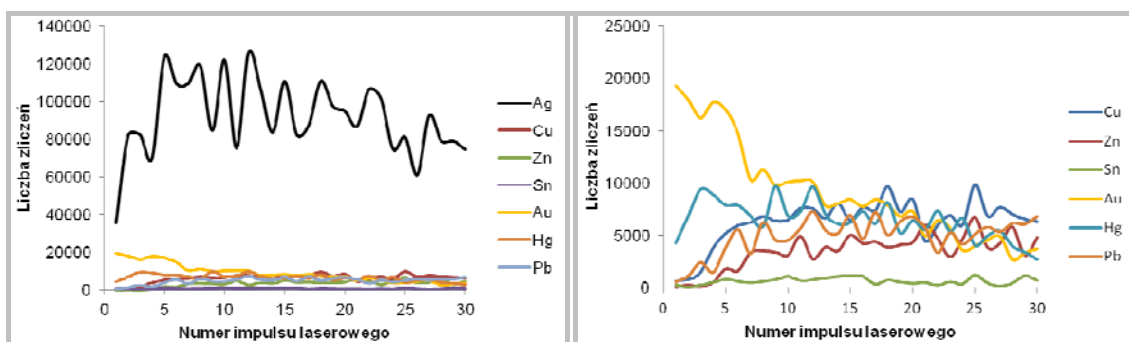 140000
120000
100000
80000
60000
40000
20000
0
Liczba zliczeń
0 5 10 15 20 25 30
Numer impulsu laserowego
Ag
Cu
Zn
Sn
Au
Hg
Pb
25000
20000
15000
10000
5000
0
Liczba zliczeń
0 5 10 15 20 25 30
Numer impulsu laserowego
Cu
Zn
Sn
Au
Hg
Pb